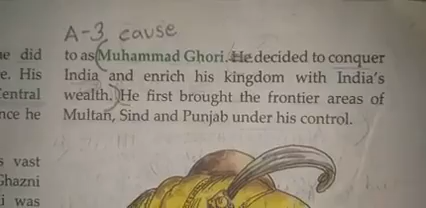 A-3 cause
to as Muhammad Ghori. He decided to conquer
India and enrich his kingdom with India's
wealth. He first brought the frontier areas of
Multan, Sind and Punjab under his control.
did
e. His
entral
he
vast
Ghazni
was